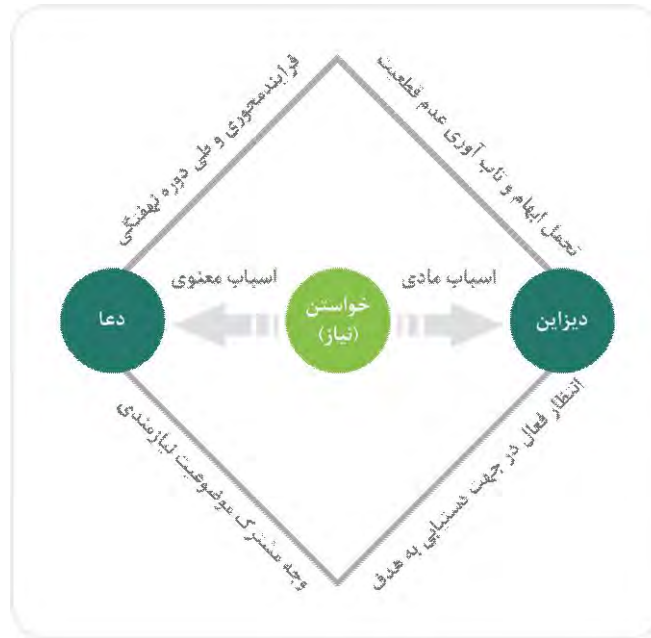 تحمل ابهام و تاب آوری عدم قطعیت
فرایندمحوری و طی دوره نهفتگی
اسباب مادی
اسباب معنوی
دیزاین
خواستن
(نیاز)
دعا
انتظار فعال در جهت دستیابی به هدف
وجه مشترک موضوعیت نیازمندی